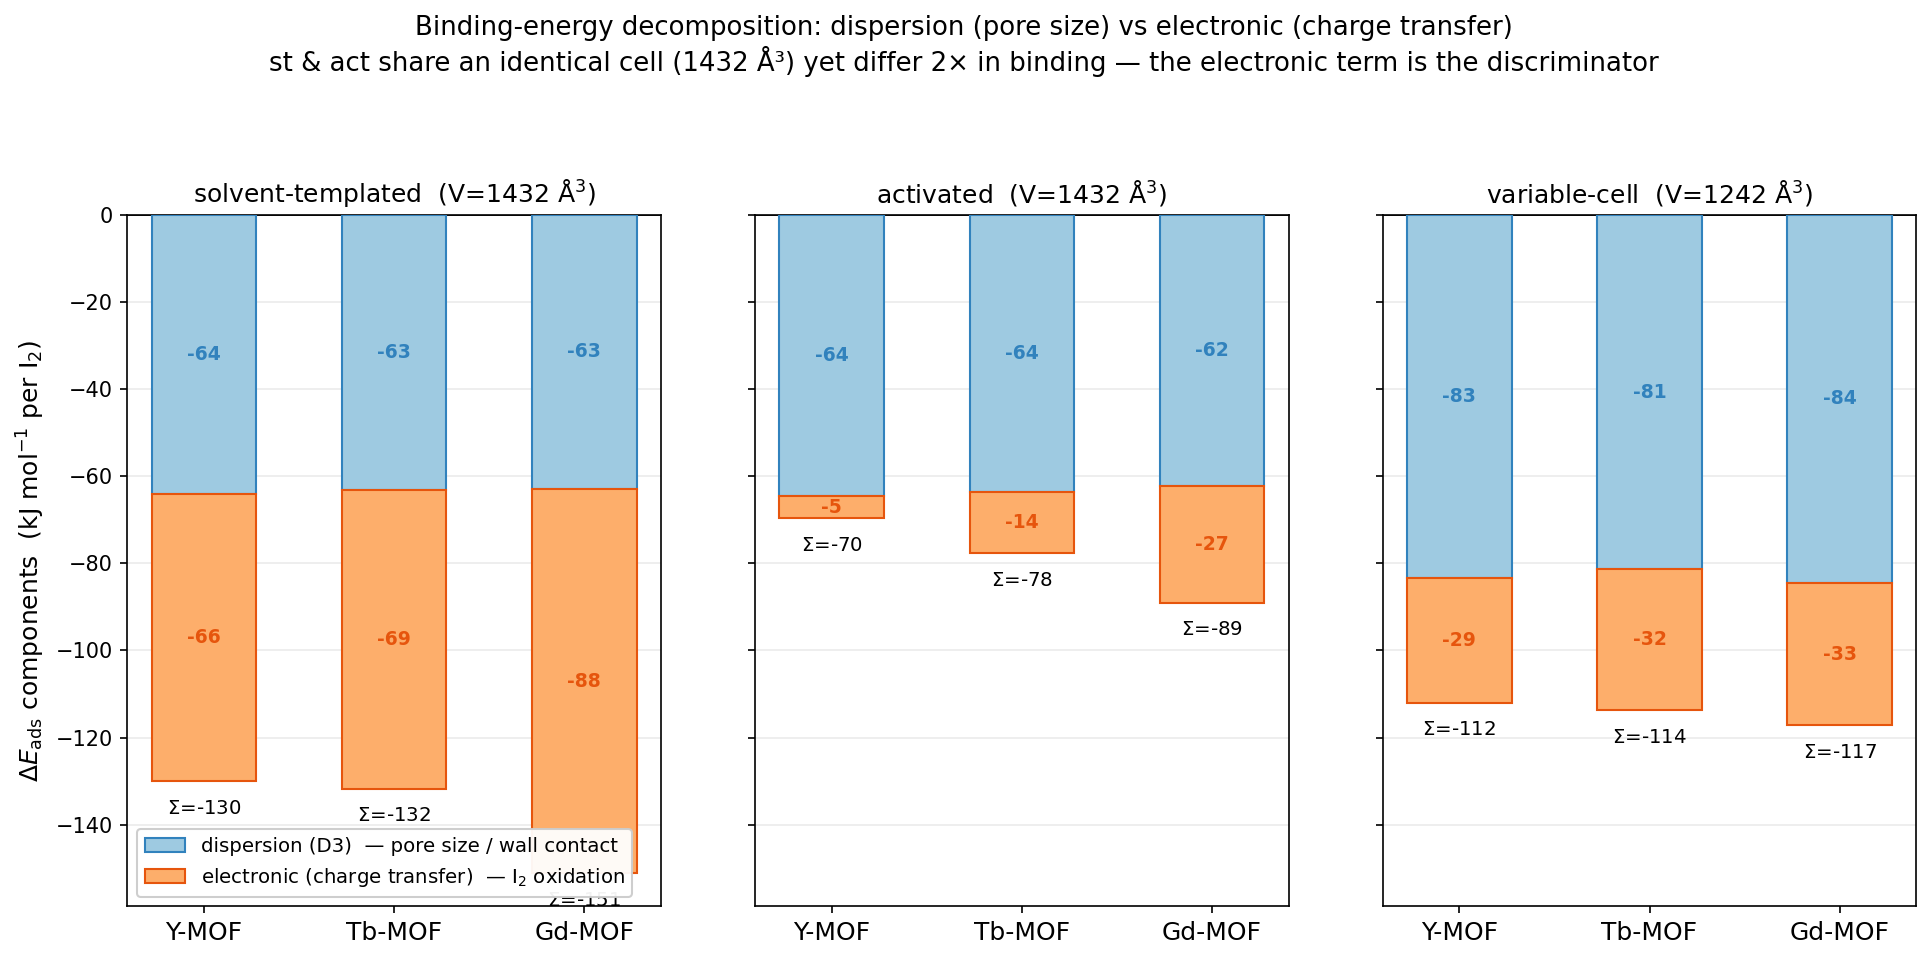 Binding-energy decomposition: dispersion (pore size) vs electronic (charge transfer)
st & act share an identical cell (1432 Å³) yet differ 2× in binding — the electronic term is the discriminator
solvent-templated (V=1432 Å³)
activated (V=1432 Å³)
variable-cell (V=1242 Å³)
ΔE_ads components (kJ mol⁻¹ per I₂)
0
−20
−40
−60
−80
−100
−120
−140
-64
-63
-63
-66
-69
-88
Σ=-130
Σ=-132
Σ=-151
dispersion (D3) — pore size / wall contact
electronic (charge transfer) — I₂ oxidation
Y-MOF
Tb-MOF
Gd-MOF
-64
-64
-62
-5
-14
-27
Σ=-70
Σ=-78
Σ=-89
Y-MOF
Tb-MOF
Gd-MOF
-83
-81
-84
-29
-32
-33
Σ=-112
Σ=-114
Σ=-117
Y-MOF
Tb-MOF
Gd-MOF